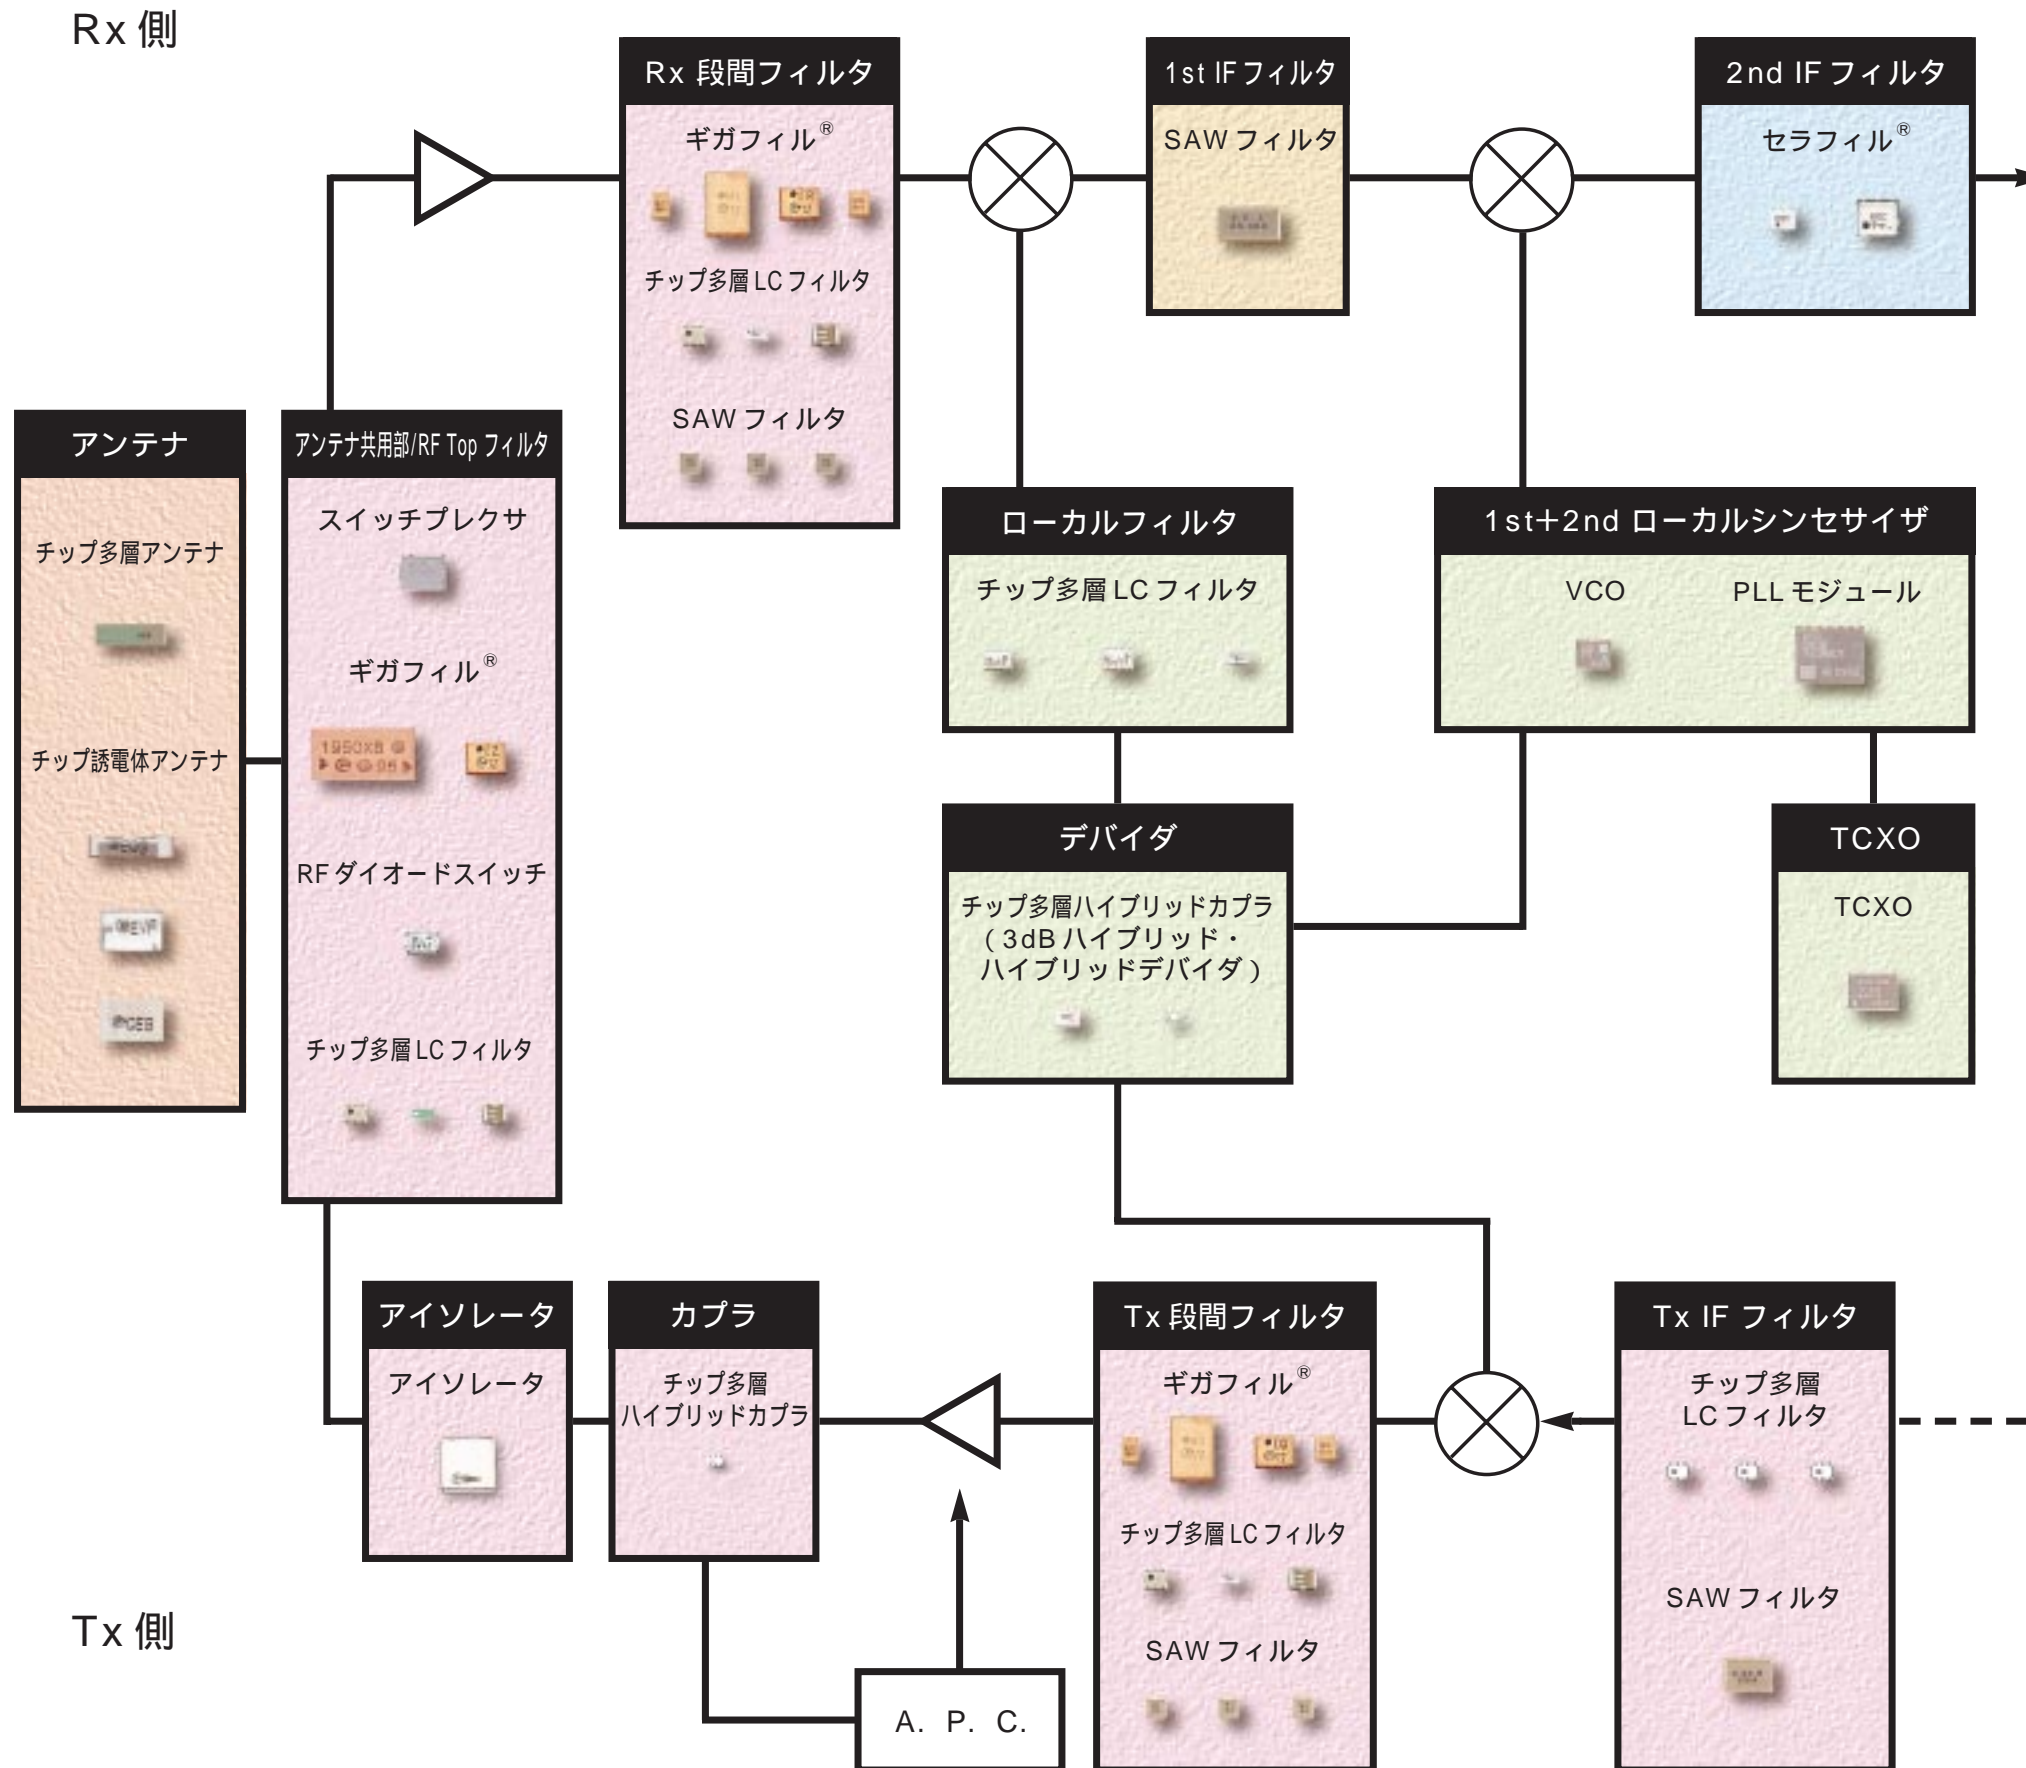 Rx 側
Rx 段間フィルタ
ギガフィル®
チップ多層 LC フィルタ
SAW フィルタ
1st IF フィルタ
SAW フィルタ
2nd IF フィルタ
セラフィル®
アンテナ
チップ多層アンテナ
チップ誘電体アンテナ
アンテナ共用部/RF Top フィルタ
スイッチプレクサ
ギガフィル®
1950X8
RF ダイオードスイッチ
チップ多層 LC フィルタ
ローカルフィルタ
チップ多層 LC フィルタ
1st+2nd ローカルシンセサイザ
VCO
PLL モジュール
デバイダ
チップ多層ハイブリッドカプラ
(3dB ハイブリッド・
ハイブリッドデバイダ)
TCXO
TCXO
アイソレータ
アイソレータ
カプラ
チップ多層
ハイブリッドカプラ
Tx 段間フィルタ
ギガフィル®
チップ多層 LC フィルタ
SAW フィルタ
Tx IF フィルタ
チップ多層
LC フィルタ
SAW フィルタ
A. P. C.
Tx 側